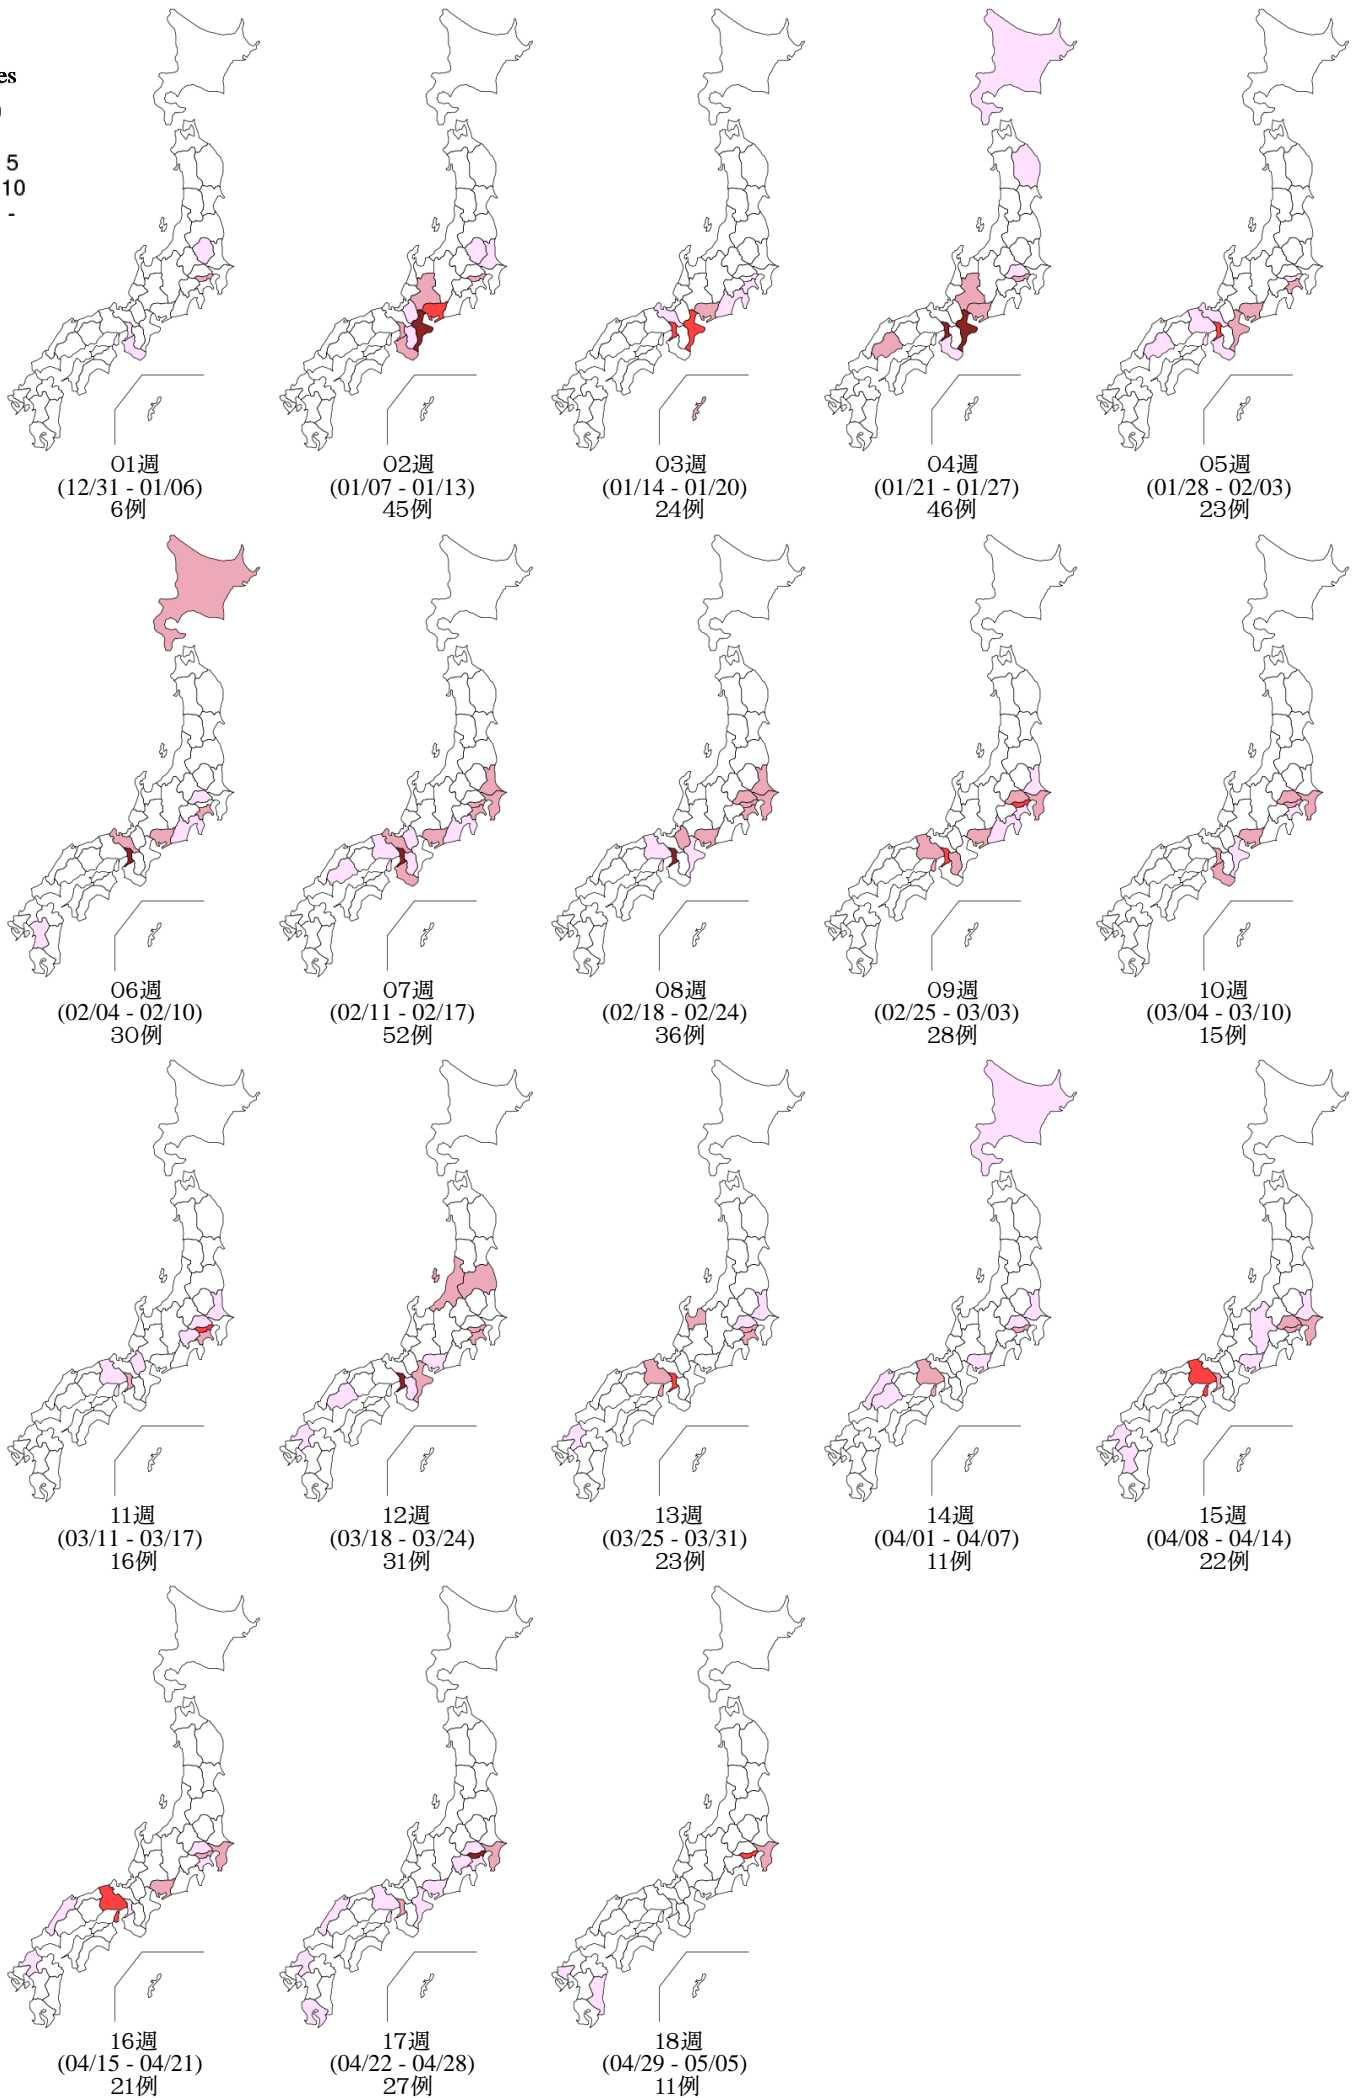 es
5
10
-
01週
(12/31 - 01/06)
6例
02週
(01/07 - 01/13)
45例
03週
(01/14 - 01/20)
24例
04週
(01/21 - 01/27)
46例
05週
(01/28 - 02/03)
23例
06週
(02/04 - 02/10)
30例
07週
(02/11 - 02/17)
52例
08週
(02/18 - 02/24)
36例
09週
(02/25 - 03/03)
28例
10週
(03/04 - 03/10)
15例
11週
(03/11 - 03/17)
16例
12週
(03/18 - 03/24)
31例
13週
(03/25 - 03/31)
23例
14週
(04/01 - 04/07)
11例
15週
(04/08 - 04/14)
22例
16週
(04/15 - 04/21)
21例
17週
(04/22 - 04/28)
27例
18週
(04/29 - 05/05)
11例